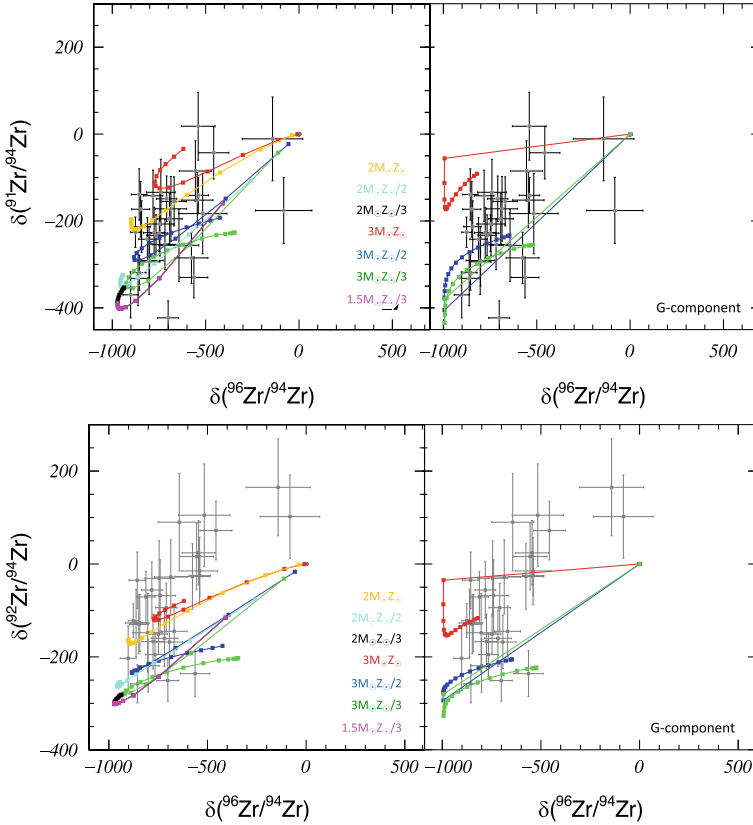 200
0
−200
−400
δ(⁹¹Zr/⁹⁴Zr)
2M⊙Z⊙
2M⊙Z⊙/2
2M⊙Z⊙/3
3M⊙Z⊙
3M⊙Z⊙/2
3M⊙Z⊙/3
1.5M⊙Z⊙/3
G-component
−1000 −500 0 500
−1000 −500 0 500
δ(⁹⁶Zr/⁹⁴Zr)
δ(⁹⁶Zr/⁹⁴Zr)
200
0
−200
−400
δ(⁹²Zr/⁹⁴Zr)
2M⊙Z⊙
2M⊙Z⊙/2
2M⊙Z⊙/3
3M⊙Z⊙
3M⊙Z⊙/2
3M⊙Z⊙/3
1.5M⊙Z⊙/3
G-component
−1000 −500 0 500
−1000 −500 0 500
δ(⁹⁶Zr/⁹⁴Zr)
δ(⁹⁶Zr/⁹⁴Zr)